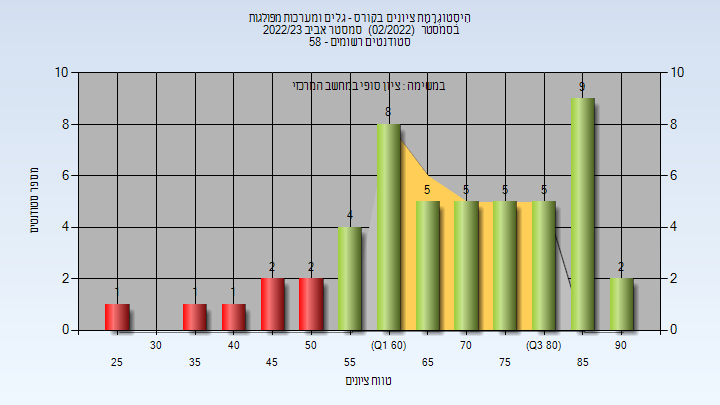 היסטוגרמת ציונים בקורס - גלים ומערכות מפולגות
בסמסטר (02/2022) סמסטר אביב 2022/23
סטודנטים רשומים - 58
במשימה : ציון סופי במחשב המרכזי
10 10
8 8
6 6
4 4
2 2
0 0
1 1 1 2 2 4 8 5 5 5 5 9 2
מספר סטודנטים
30 40 50 (Q1 60) 70 (Q3 80) 90
25 35 45 55 65 75 85
טווח ציונים